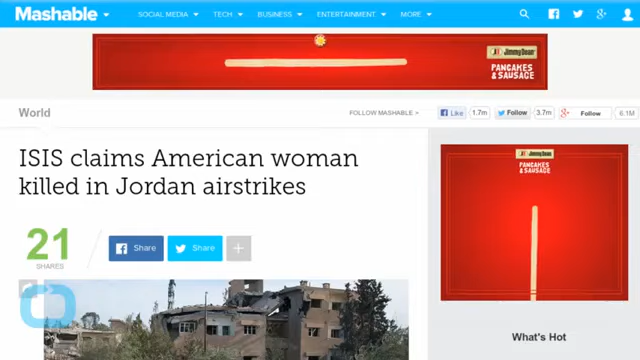 Mashable
SOCIAL MEDIA TECH BUSINESS ENTERTAINMENT MORE
Jimmy Dean
PANCAKES
& SAUSAGE
World
FOLLOW MASHABLE > Like 1.7m Follow 3.7m Follow 6.1M
ISIS claims American woman
killed in Jordan airstrikes
Jimmy Dean
PANCAKES
& SAUSAGE
21
SHARES
Share Share +
What's Hot